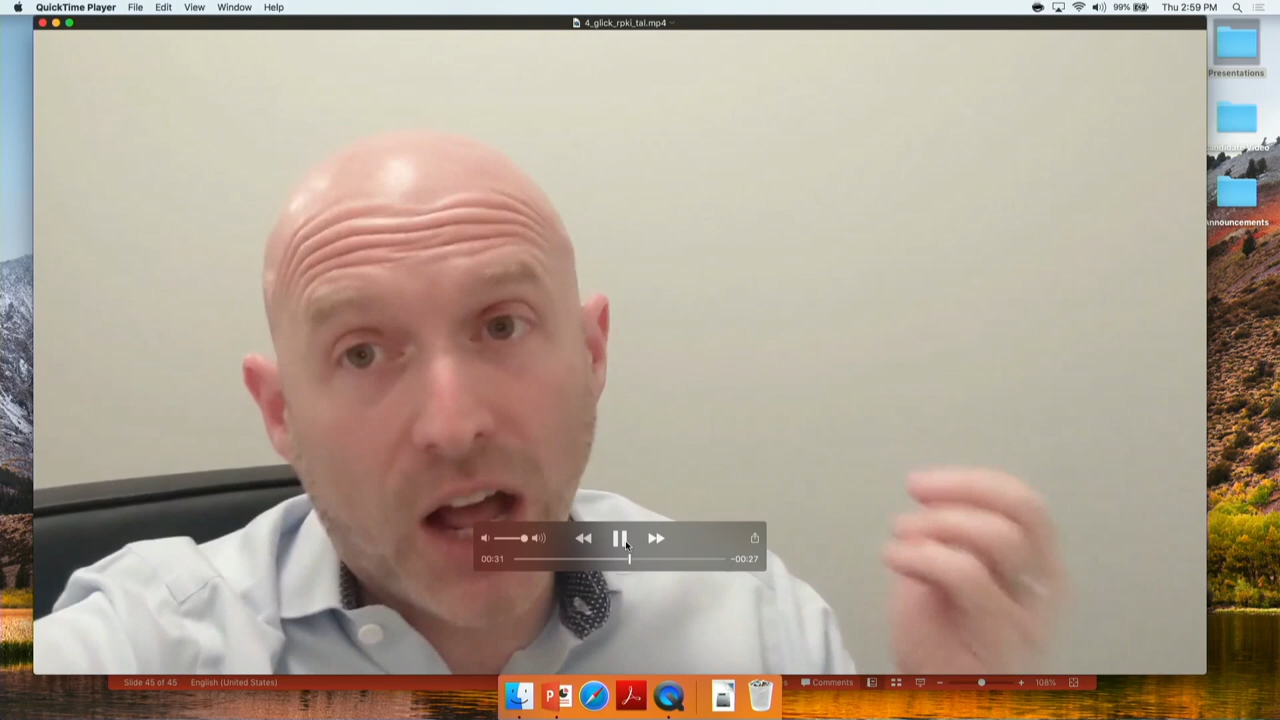 QuickTime Player File Edit View Window Help 99% Thu 2:59 PM
4_glick_rpki_tal.mp4
Presentations
Announcements
00:31 -00:27
Slide 45 of 45 English (United States) Comments 108%